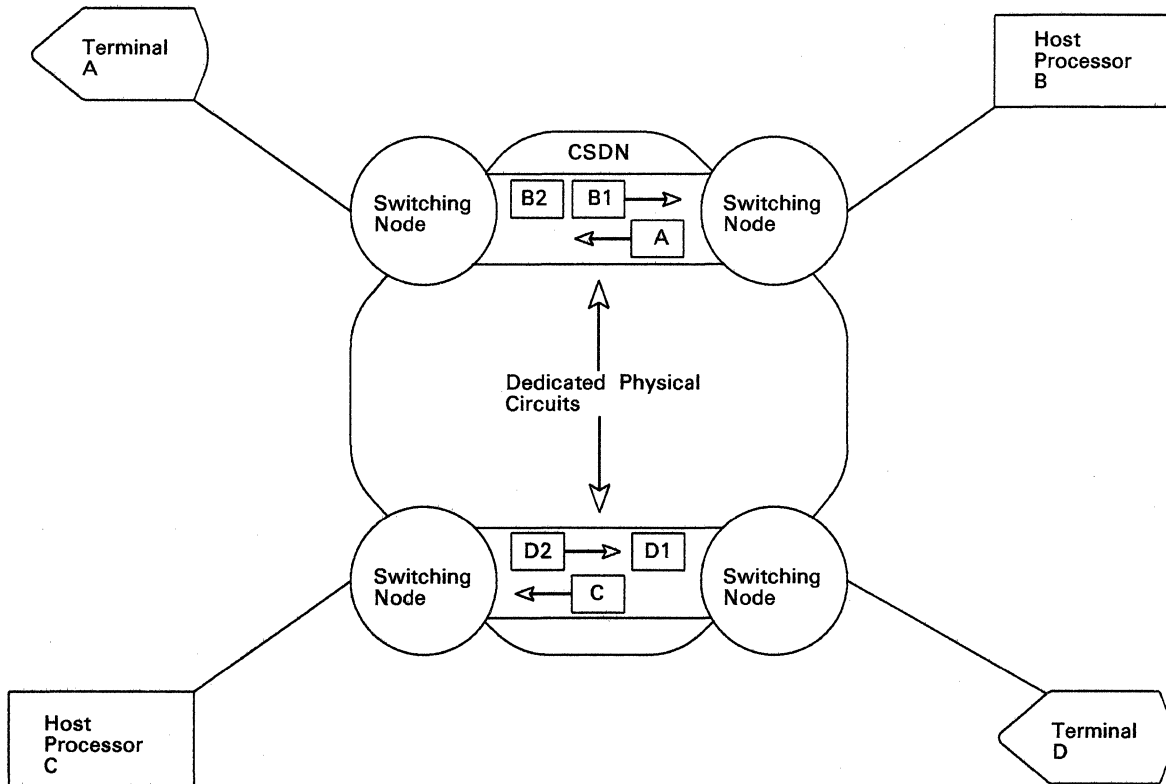 Terminal
A
Host
Processor
B
CSDN
Switching
Node
B2 B1
A
Switching
Node
Dedicated Physical
Circuits
Switching
Node
D2 D1
C
Switching
Node
Host
Processor
C
Terminal
D